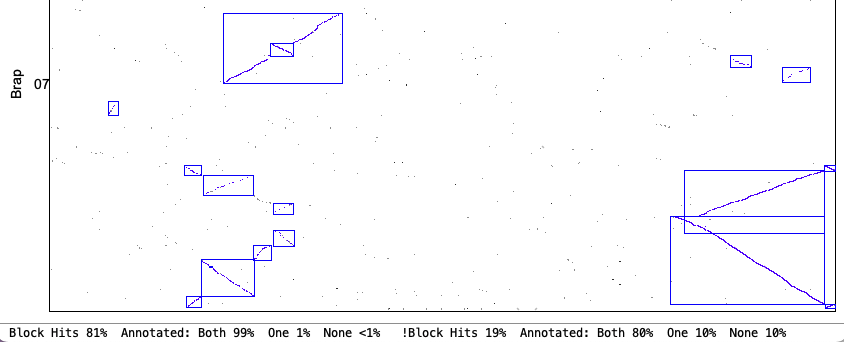 Brap
07
Block Hits 81% Annotated: Both 99% One 1% None <1% !Block Hits 19% Annotated: Both 80% One 10% None 10%